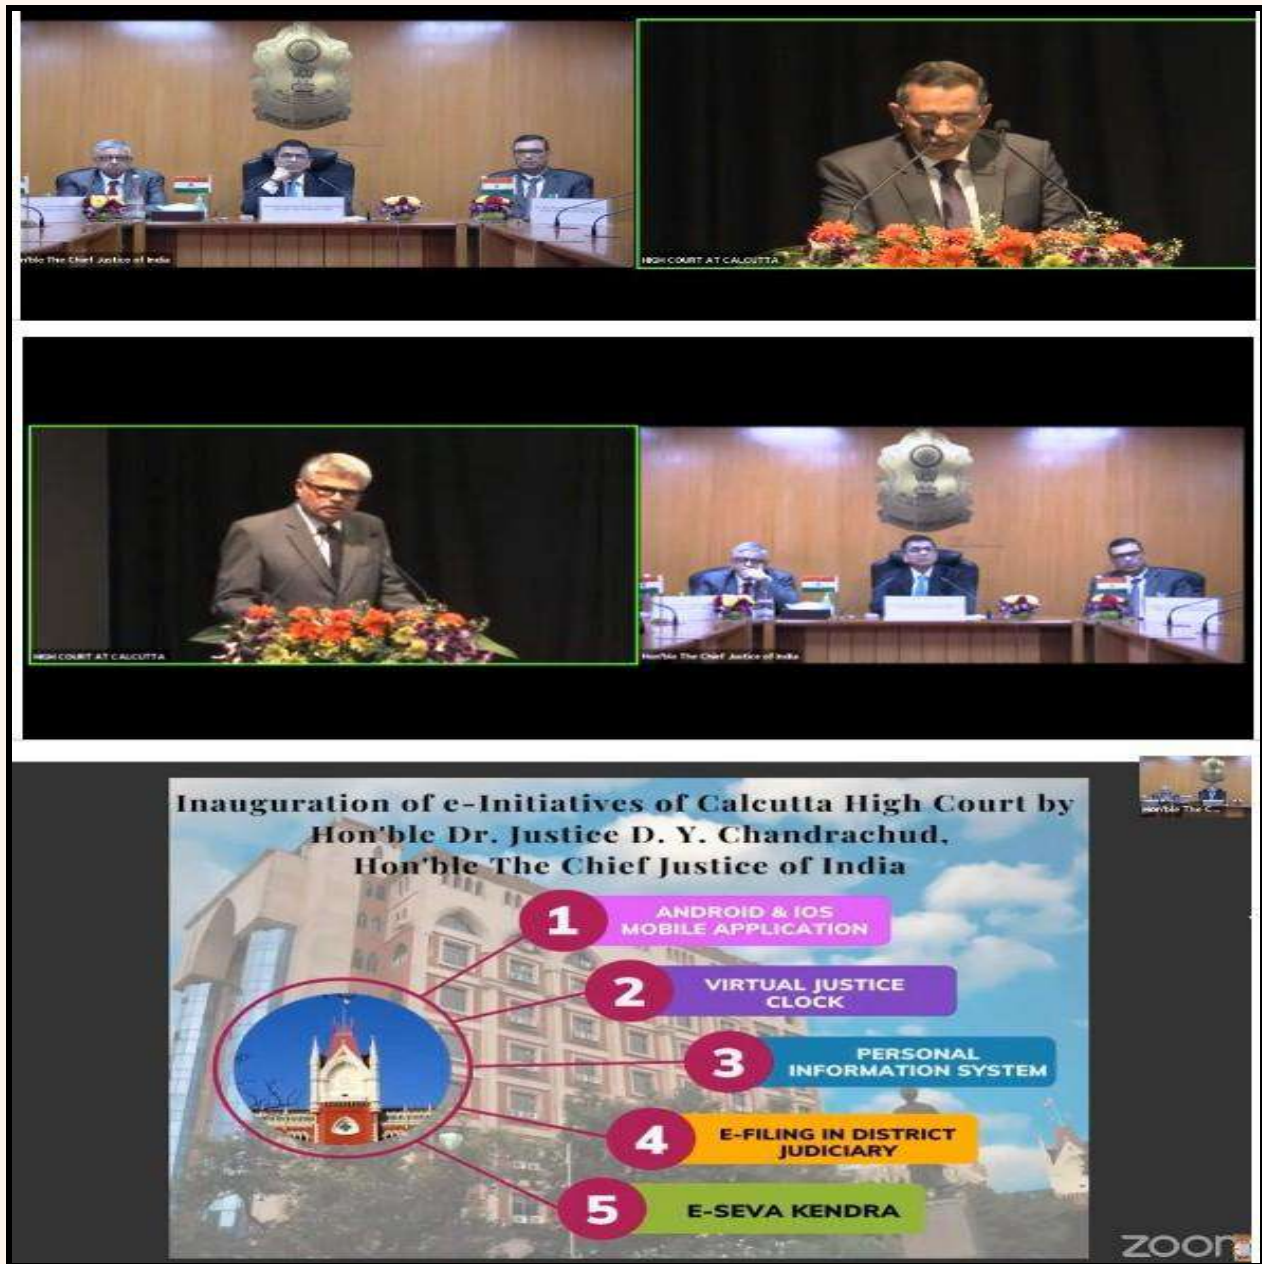 n'ble The Chief Justice of India
HIGH COURT AT CALCUTTA
HIGH COURT AT CALCUTTA
Hon'ble The Chief Justice of India
Hon'ble The C...
Inauguration of e-Initiatives of Calcutta High Court by
Hon'ble Dr. Justice D. Y. Chandrachud,
Hon'ble The Chief Justice of India
1
ANDROID & IOS
MOBILE APPLICATION
2
VIRTUAL JUSTICE
CLOCK
3
PERSONAL
INFORMATION SYSTEM
4
E-FILING IN DISTRICT
JUDICIARY
5
E-SEVA KENDRA
zoom